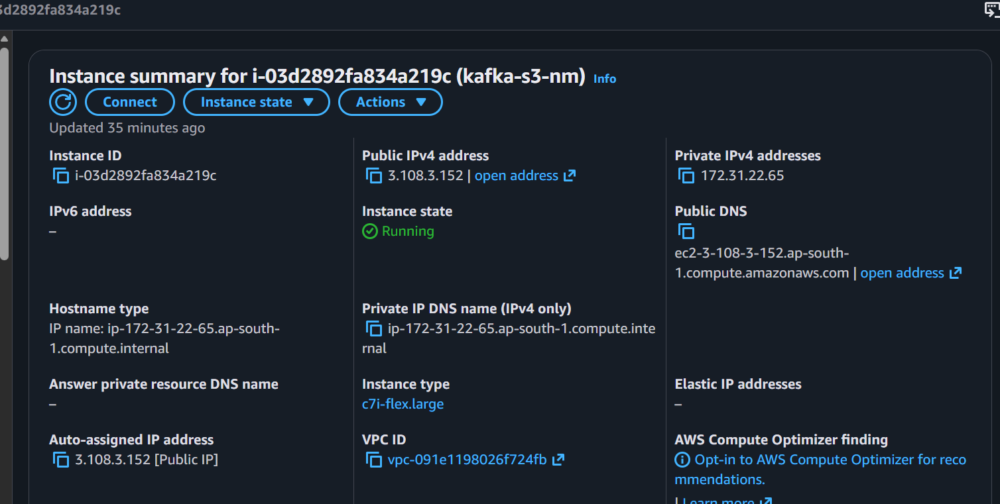 3d2892fa834a219c
Instance summary for i-03d2892fa834a219c (kafka-s3-nm) Info
Connect Instance state Actions
Updated 35 minutes ago
Instance ID
i-03d2892fa834a219c
Public IPv4 address
3.108.3.152 | open address
Private IPv4 addresses
172.31.22.65
IPv6 address
–
Instance state
Running
Public DNS
ec2-3-108-3-152.ap-south-
1.compute.amazonaws.com | open address
Hostname type
IP name: ip-172-31-22-65.ap-south-
1.compute.internal
Private IP DNS name (IPv4 only)
ip-172-31-22-65.ap-south-1.compute.inte
rnal
Answer private resource DNS name
–
Instance type
c7i-flex.large
Elastic IP addresses
–
Auto-assigned IP address
3.108.3.152 [Public IP]
VPC ID
vpc-091e1198026f724fb
AWS Compute Optimizer finding
Opt-in to AWS Compute Optimizer for reco
mmendations.
| Learn more